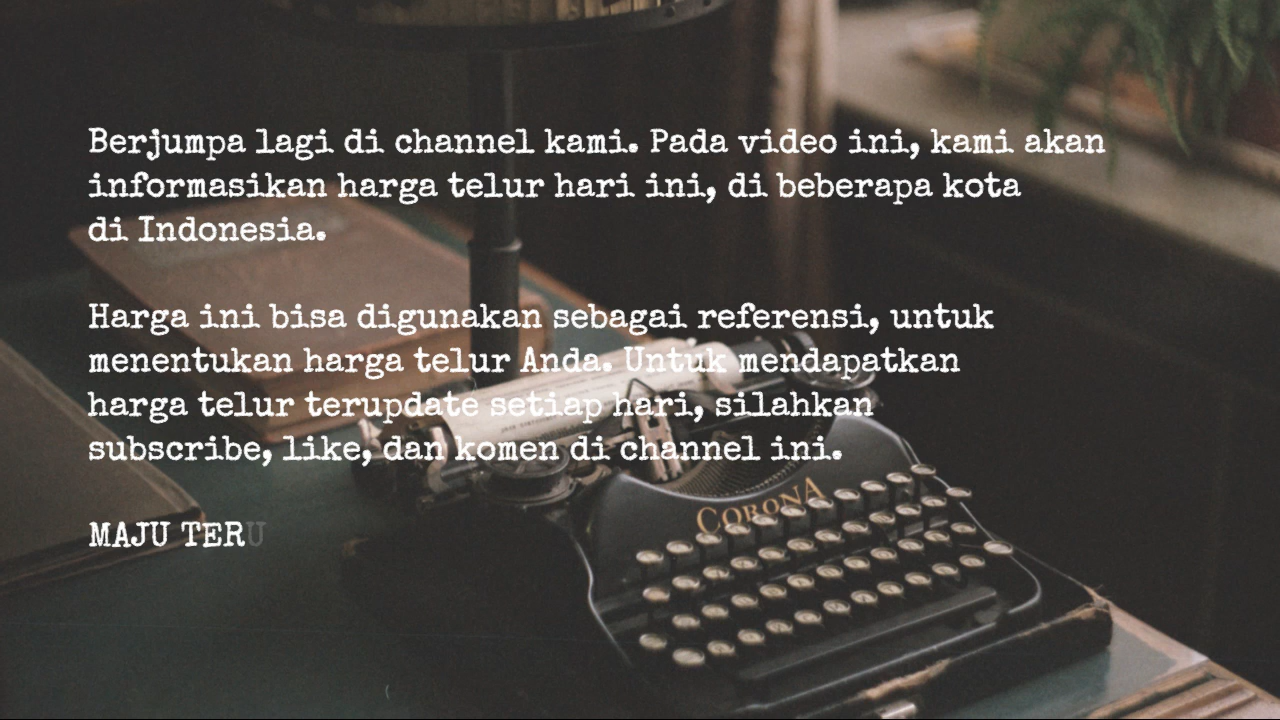 Berjumpa lagi di channel kami. Pada video ini, kami akan
informasikan harga telur hari ini, di beberapa kota
di Indonesia.
Harga ini bisa digunakan sebagai referensi, untuk
menentukan harga telur Anda. Untuk mendapatkan
harga telur terupdate setiap hari, silahkan
subscribe, like, dan komen di channel ini.
MAJU TERU
CORONA